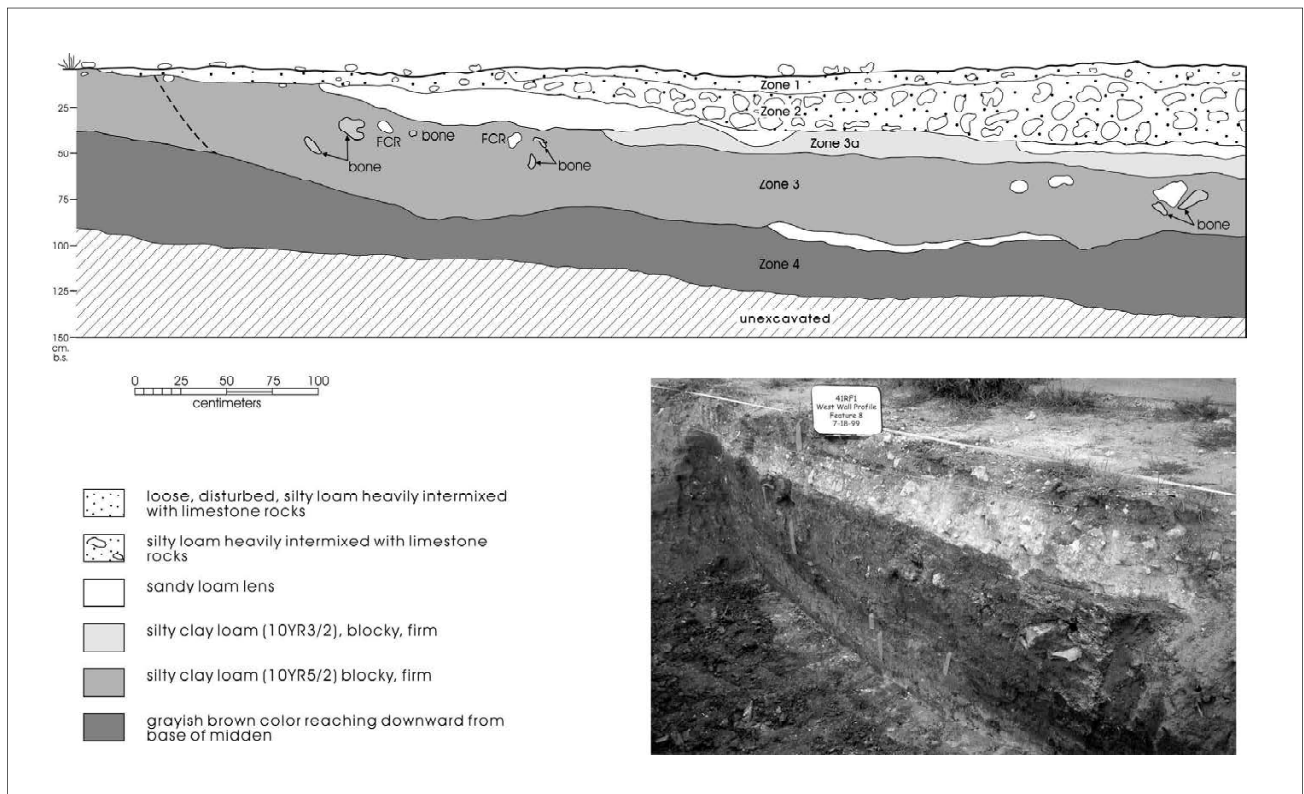 Zone 1
25
Zone 2
FCR
bone
FCR
50
bone
bone
Zone 3a
Zone 3
75
bone
100
Zone 4
125
unexcavated
150
cm.
b.s.
0 25 50 75 100
centimeters
41RF1
West Wall Profile
Feature 8
7-18-99
loose, disturbed, silty loam heavily intermixed
with limestone rocks
silty loam heavily intermixed with limestone
rocks
sandy loam lens
silty clay loam (10YR3/2), blocky, firm
silty clay loam (10YR5/2) blocky, firm
grayish brown color reaching downward from
base of midden